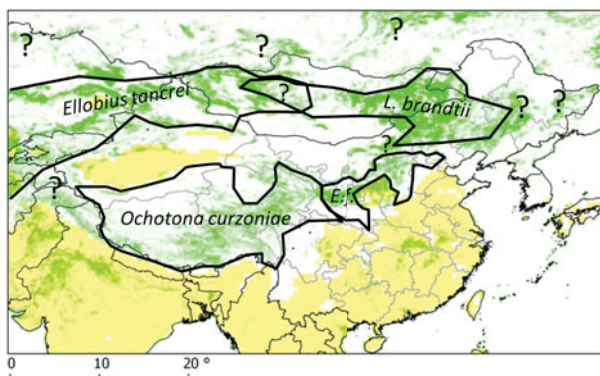 ?
?
?
Ellobius tancrei
?
L. brandtii
?
?
?
?
E.f.
Ochotona curzoniae
0 10 20 °